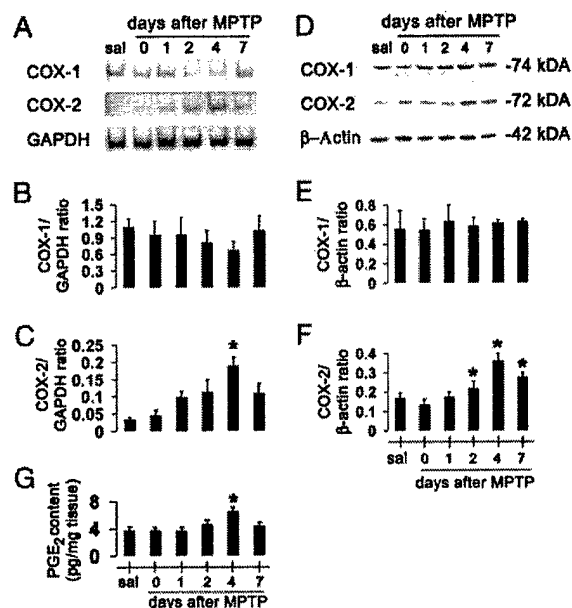 A
days after MPTP
sal 0 1 2 4 7
COX-1
COX-2
GAPDH
B
COX-1/
GAPDH ratio
1.5
1.2
0.9
0.6
0.3
0
C
COX-2/
GAPDH ratio
0.25
0.2
0.15
0.1
0.05
0
*
G
PGE2 content
(pg/mg tissue)
8
4
0
*
sal 0 1 2 4 7
days after MPTP
D
days after MPTP
sal 0 1 2 4 7
COX-1 -74 kDA
COX-2 -72 kDA
β-Actin -42 kDA
E
COX-1/
β-actin ratio
0.8
0.6
0.4
0.2
0
F
COX-2/
β-actin ratio
0.4
0.3
0.2
0.1
0
* * *
sal 0 1 2 4 7
days after MPTP